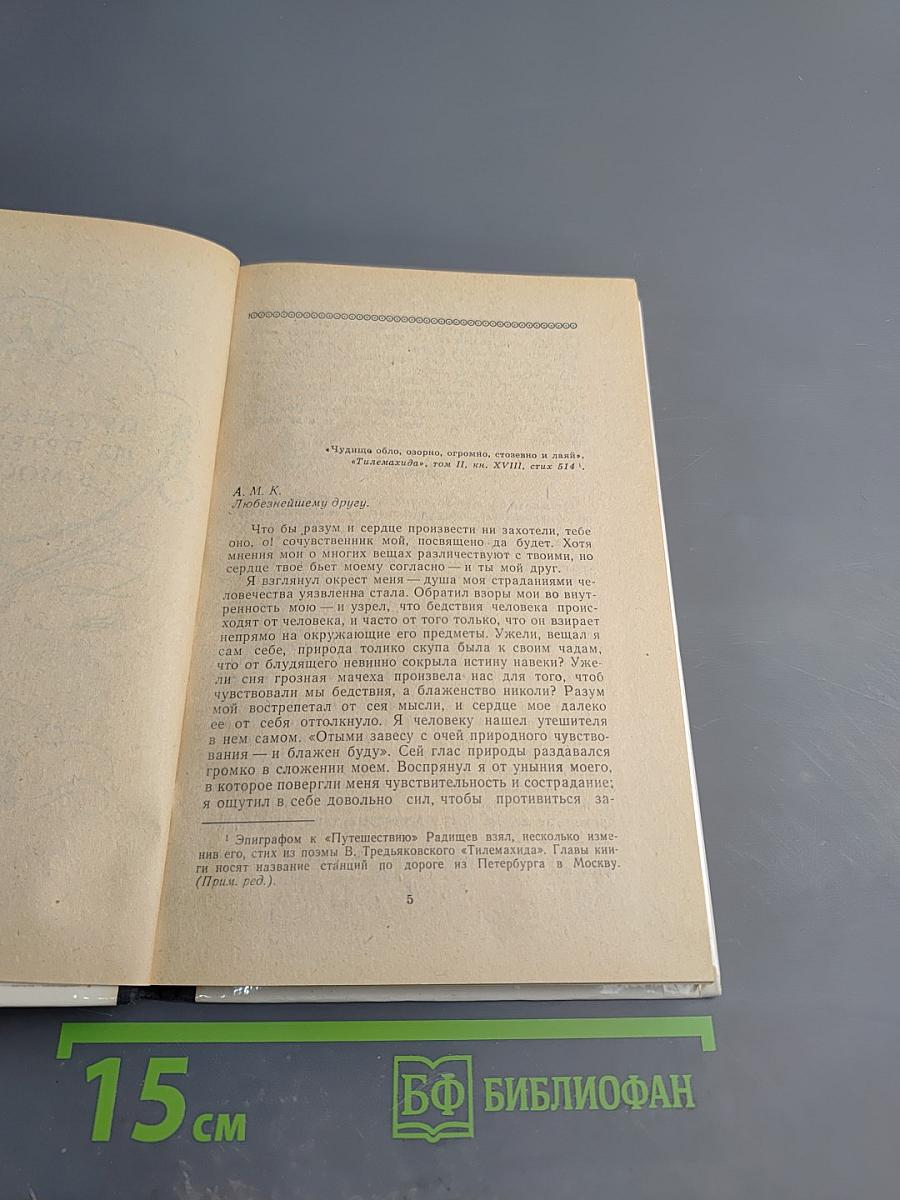 «Чудище обло, озорно, огромно, стозевно и лаяй».
«Тилемахида», том II, кн. XVIII, стих 514 ¹.
А. М. К.
Любезнейшему другу.
Что бы разум и сердце произвести ни захотели, тебе
оно, о! сочувственник мой, посвящено да будет. Хотя
мнения мои о многих вещах различествуют с твоими, но
сердце твое бьет моему согласно — и ты мой друг.
Я взглянул окрест меня — душа моя страданиями че-
ловечества уязвленна стала. Обратил взоры мои во внут-
ренность мою — и узрел, что бедствия человека проис-
ходят от человека, и часто от того только, что он взирает
непрямо на окружающие его предметы. Ужели, вещал я
сам себе, природа толико скупа была к своим чадам,
что от блудящего невинно сокрыла истину навеки? Уже-
ли сия грозная мачеха произвела нас для того, чтоб
чувствовали мы бедствия, а блаженство николи? Разум
мой вострепетал от сея мысли, и сердце мое далеко
ее от себя оттолкнуло. Я человеку нашел утешителя
в нем самом. «Отыми завесу с очей природного чувство-
вания — и блажен буду». Сей глас природы раздавался
громко в сложении моем. Воспрянул я от уныния моего,
в которое повергли меня чувствительность и сострадание;
я ощутил в себе довольно сил, чтобы противиться за-
¹ Эпиграфом к «Путешествию» Радищев взял, несколько изме-
нив его, стих из поэмы В. Тредьяковского «Тилемахида». Главы кни-
ги носят название станций по дороге из Петербурга в Москву.
(Прим. ред.).
5
15 см
БФ БИБЛИОФАН